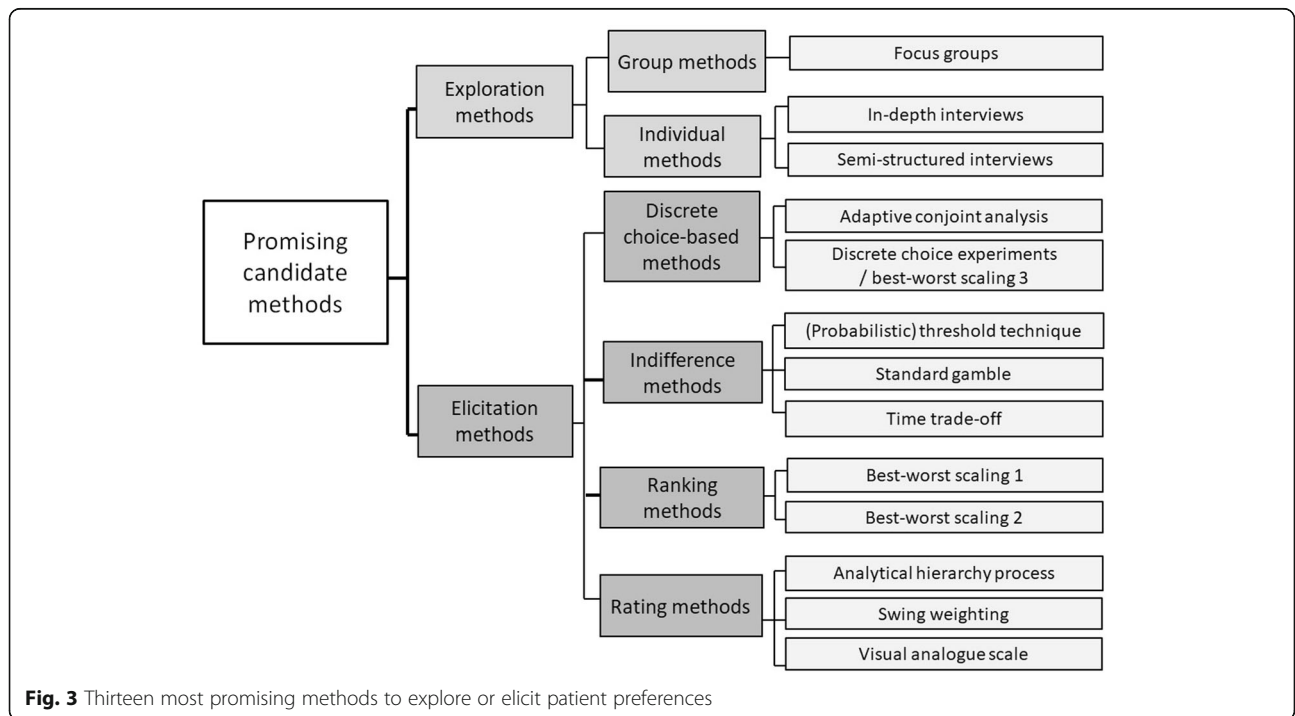 Promising
candidate
methods
Exploration
methods
Group methods
Focus groups
Individual
methods
In-depth interviews
Semi-structured interviews
Elicitation
methods
Discrete
choice-based
methods
Adaptive conjoint analysis
Discrete choice experiments
/ best-worst scaling 3
Indifference
methods
(Probabilistic) threshold technique
Standard gamble
Time trade-off
Ranking
methods
Best-worst scaling 1
Best-worst scaling 2
Rating methods
Analytical hierarchy process
Swing weighting
Visual analogue scale
Fig. 3 Thirteen most promising methods to explore or elicit patient preferences